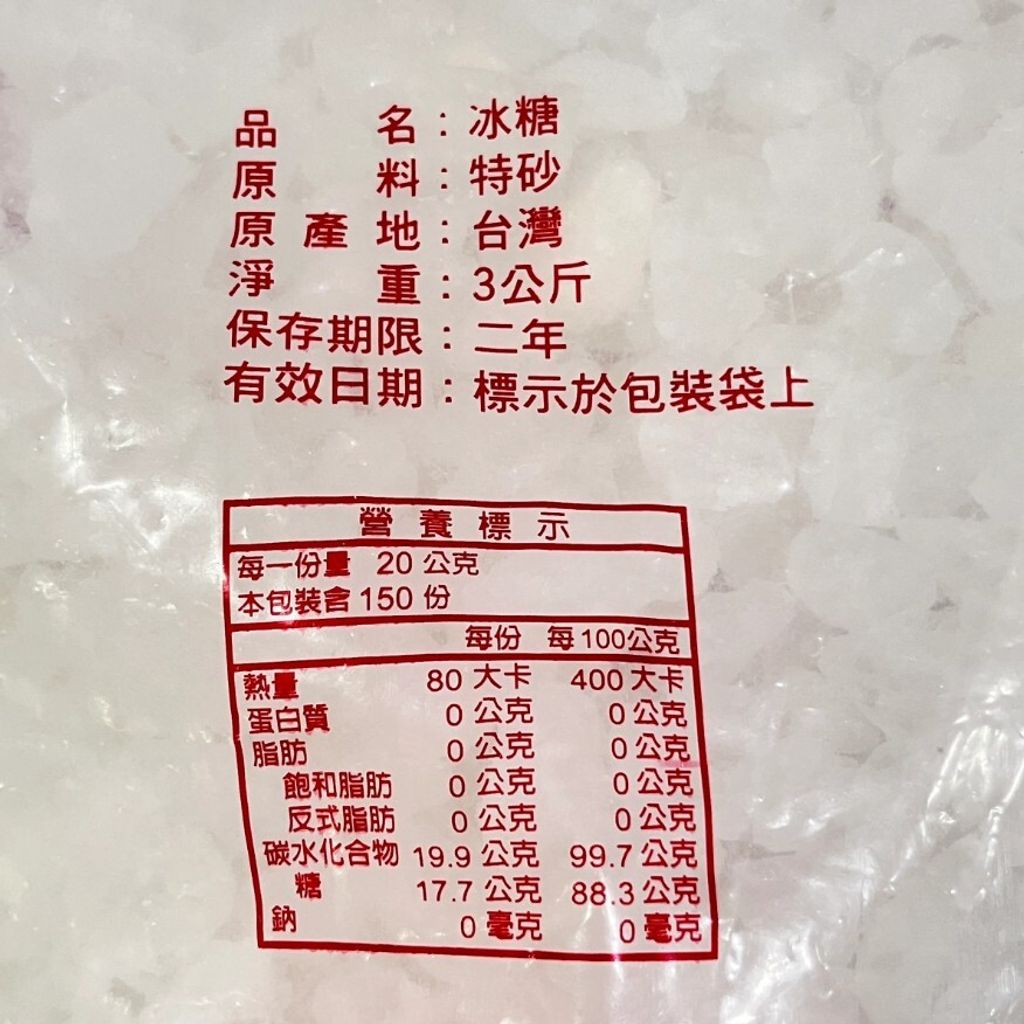 品名：冰糖
原料：特砂
原產地：台灣
淨重：3公斤
保存期限：二年
有效日期：標示於包裝袋上
營養標示
每一份量 20 公克
本包裝含 150 份
每份 每100公克
熱量 80 大卡 400 大卡
蛋白質 0 公克 0 公克
脂肪 0 公克 0 公克
飽和脂肪 0 公克 0 公克
反式脂肪 0 公克 0 公克
碳水化合物 19.9 公克 99.7 公克
糖 17.7 公克 88.3 公克
鈉 0 毫克 0 毫克